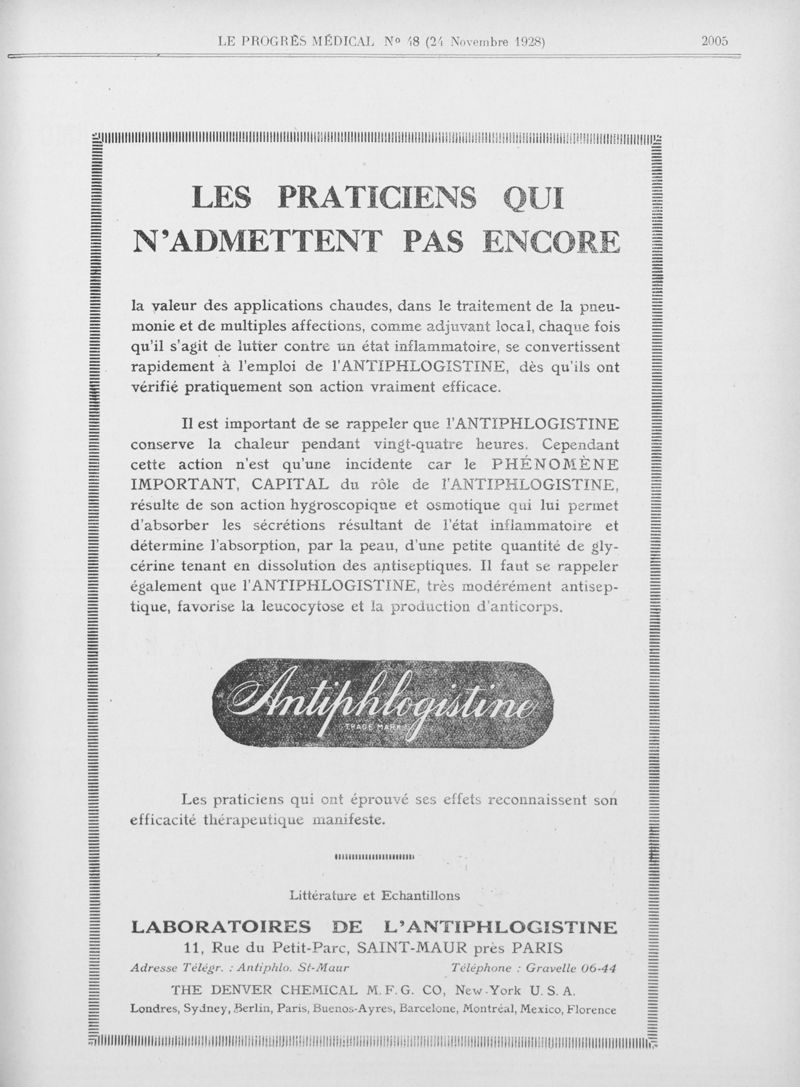 LE PROGRÈS MÉDICAL Nº 48 (24 Novembre 1928) 2005
LES PRATICIENS QUI
N'ADMETTENT PAS ENCORE
la valeur des applications chaudes, dans le traitement de la pneu-
monie et de multiples affections, comme adjuvant local, chaque fois
qu'il s'agit de lutter contre un état inflammatoire, se convertissent
rapidement à l'emploi de l'ANTIPHLOGISTINE, dès qu'ils ont
vérifié pratiquement son action vraiment efficace.
Il est important de se rappeler que l'ANTIPHLOGISTINE
conserve la chaleur pendant vingt-quatre heures. Cependant
cette action n'est qu'une incidente car le PHÉNOMÈNE
IMPORTANT, CAPITAL du rôle de l'ANTIPHLOGISTINE,
résulte de son action hygroscopique et osmotique qui lui permet
d'absorber les sécrétions résultant de l'état inflammatoire et
détermine l'absorption, par la peau, d'une petite quantité de gly-
cérine tenant en dissolution des antiseptiques. Il faut se rappeler
également que l'ANTIPHLOGISTINE, très modérément antisep-
tique, favorise la leucocytose et la production d'anticorps.
Antiphlogistine
TRADE MARK
Les praticiens qui ont éprouvé ses effets reconnaissent son
efficacité thérapeutique manifeste.
Littérature et Echantillons
LABORATOIRES DE L'ANTIPHLOGISTINE
11, Rue du Petit-Parc, SAINT-MAUR près PARIS
Adresse Télégr. : Antiphlo. St-Maur Téléphone : Gravelle 06-44
THE DENVER CHEMICAL M. F. G. CO, New-York U. S. A.
Londres, Sydney, Berlin, Paris, Buenos-Ayres, Barcelone, Montréal, Mexico, Florence